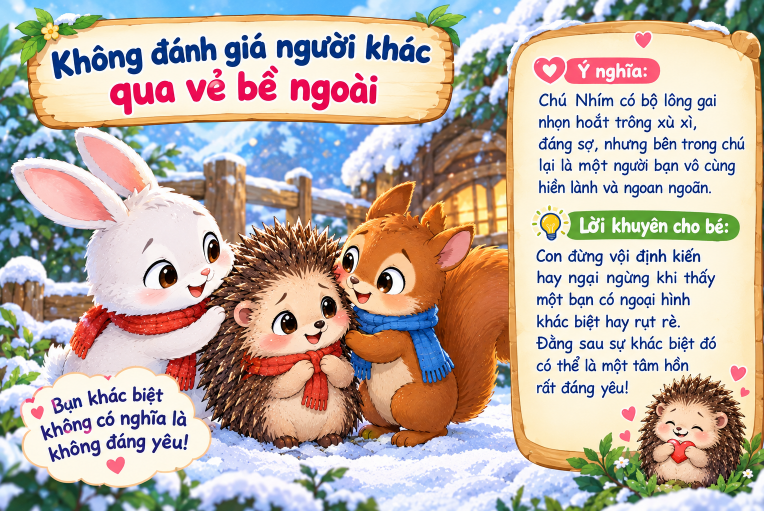 Không đánh giá người khác
qua vẻ bề ngoài
Ý nghĩa:
Chú Nhím có bộ lông gai
nhọn hoắt trông xù xì,
đáng sợ, nhưng bên trong chú
lại là một người bạn vô cùng
hiền lành và ngoan ngoãn.
Lời khuyên cho bé:
Con đừng vội định kiến
hay ngại ngừng khi thấy
một bạn có ngoại hình
khác biệt hay rụt rè.
Đằng sau sự khác biệt đó
có thể là một tâm hồn
rất đáng yêu!
Bụn khác biệt
không có nghĩa là
không đáng yêu!